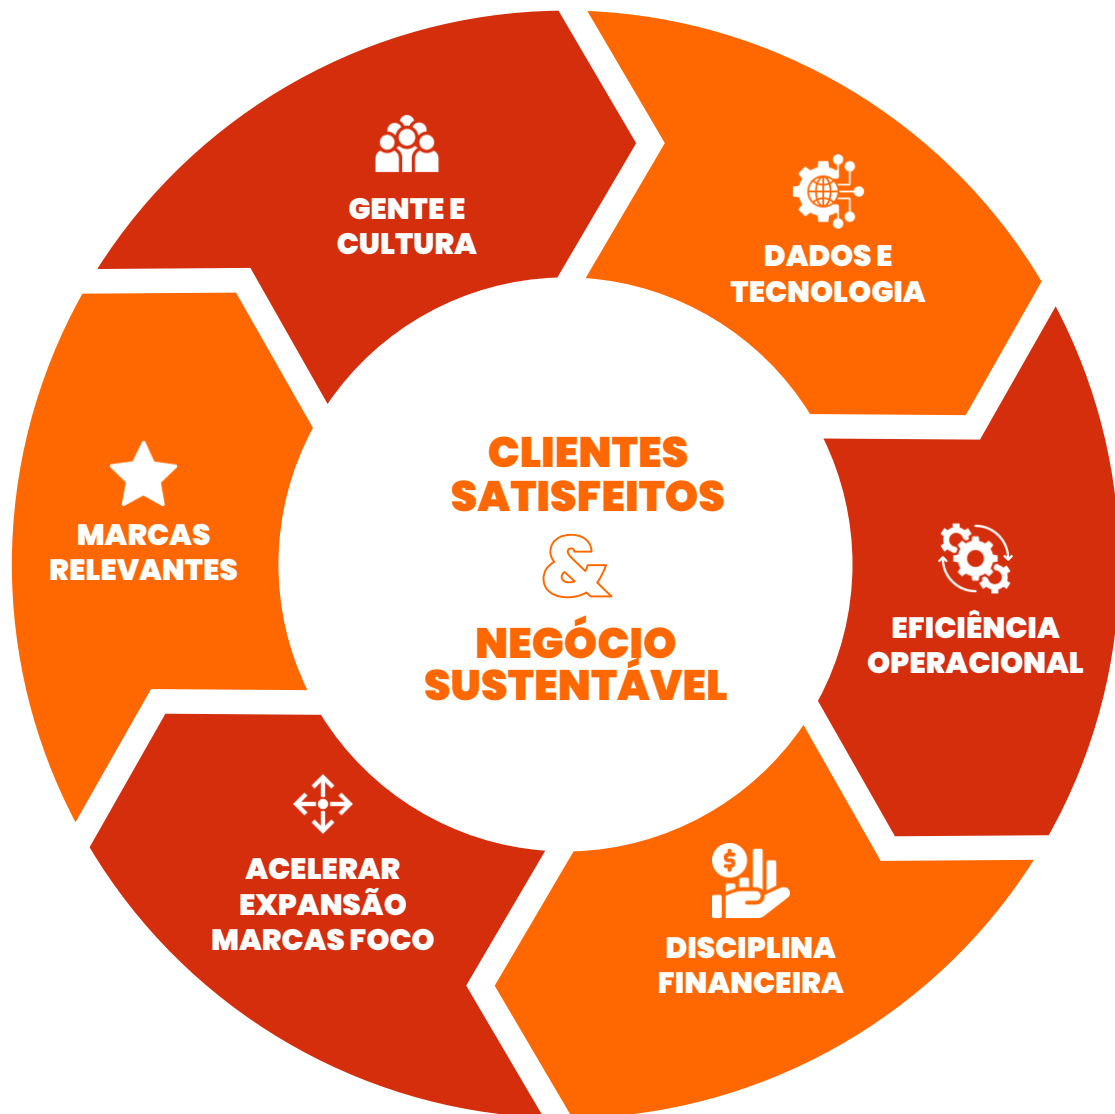 GENTE E
CULTURA
DADOS E
TECNOLOGIA
EFICIÊNCIA
OPERACIONAL
DISCIPLINA
FINANCEIRA
ACELERAR
EXPANSÃO
MARCAS FOCO
MARCAS
RELEVANTES
CLIENTES
SATISFEITOS
&
NEGÓCIO
SUSTENTÁVEL
$